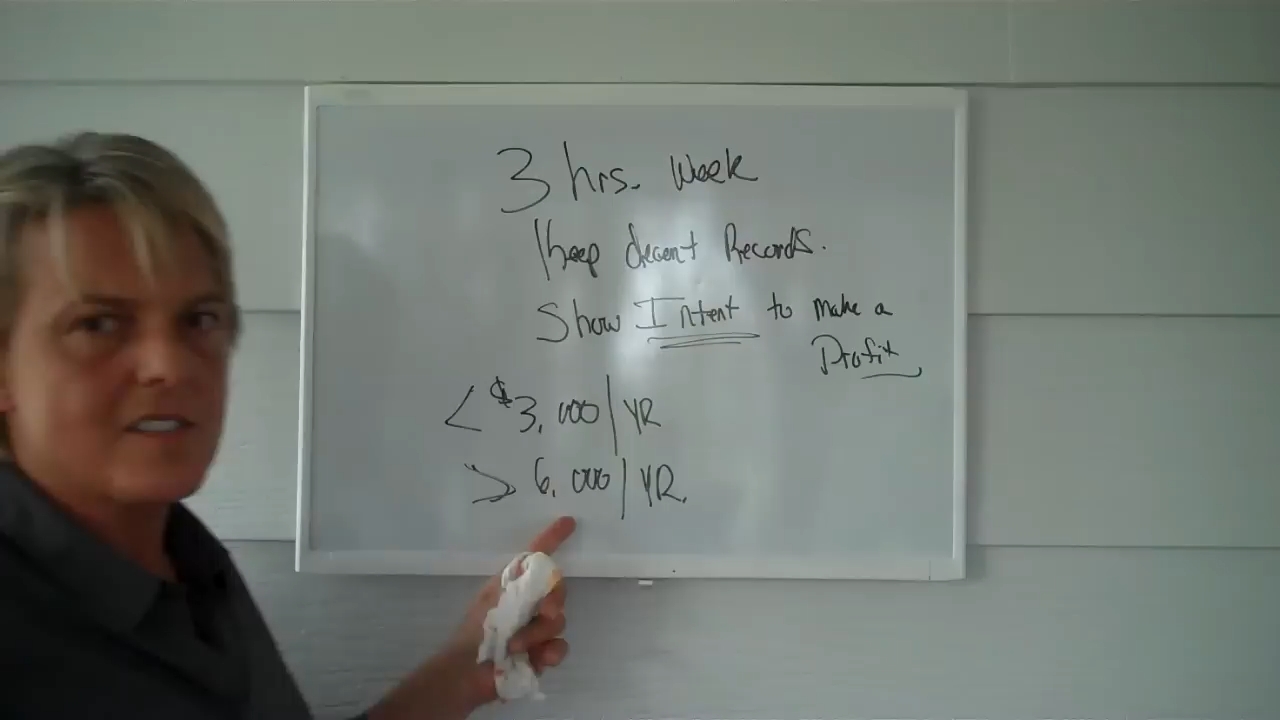 3 hrs. Week
Keep decent Records.
Show Intent to make a
Profit
< $3,000/YR
> 6,000/YR.